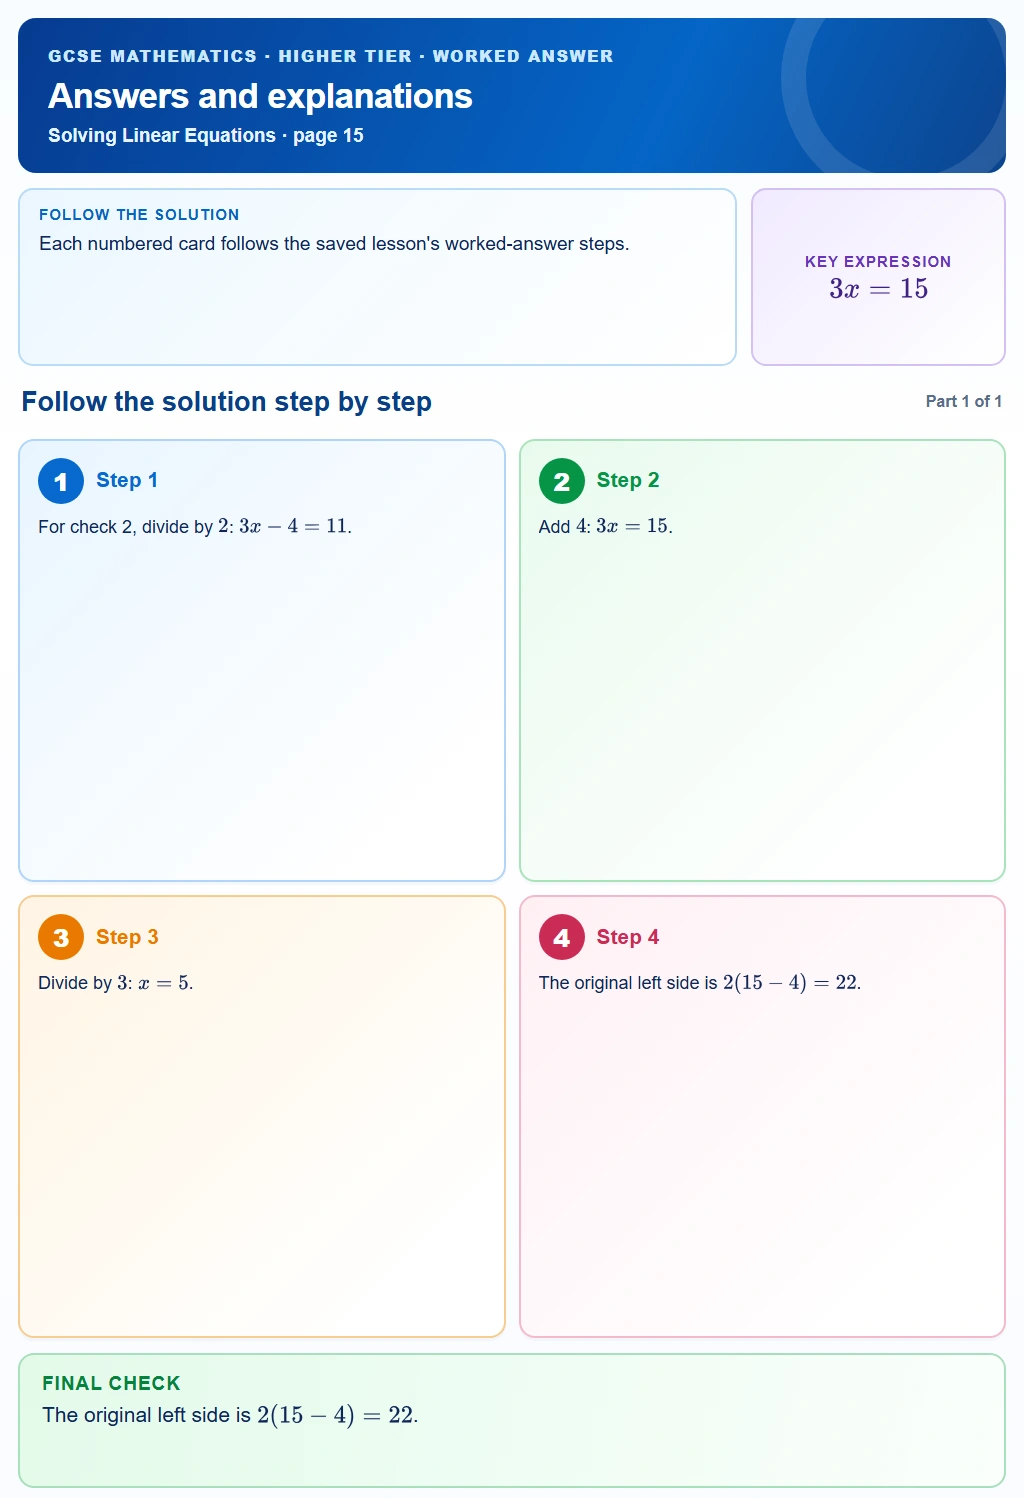 GCSE MATHEMATICS · HIGHER TIER · WORKED ANSWER
Answers and explanations
Solving Linear Equations · page 15
FOLLOW THE SOLUTION
Each numbered card follows the saved lesson's worked-answer steps.
KEY EXPRESSION
3x = 15
Follow the solution step by step
Part 1 of 1
1 Step 1
For check 2, divide by 2: 3x − 4 = 11.
2 Step 2
Add 4: 3x = 15.
3 Step 3
Divide by 3: x = 5.
4 Step 4
The original left side is 2(15 − 4) = 22.
FINAL CHECK
The original left side is 2(15 − 4) = 22.